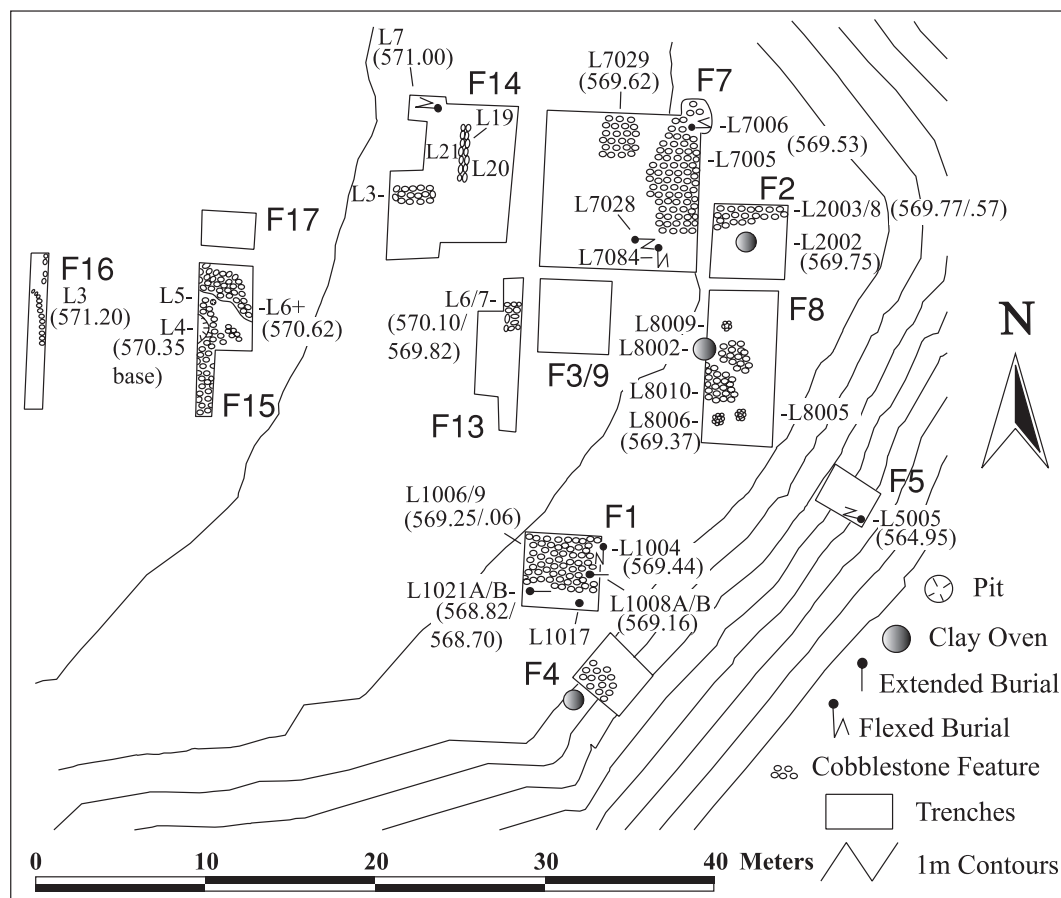 L7
(571.00)
F14
L19
L21
L20
L3-
L7029
(569.62)
F7
-L7006
(569.53)
-L7005
L7028
L7084-
F2
-L2003/8 (569.77/.57)
-L2002
(569.75)
F17
F16
L3
(571.20)
L5-
L4-
(570.35
base)
-L6+
(570.62)
F15
L6/7-
(570.10/
569.82)
F13
F3/9
F8
L8009-
L8002-
L8010-
L8006-
(569.37)
-L8005
N
F5
-L5005
(564.95)
L1006/9
(569.25/.06)
F1
-L1004
(569.44)
L1021A/B-
(568.82/
568.70)
L1008A/B
(569.16)
L1017
F4
Pit
Clay Oven
Extended Burial
Flexed Burial
Cobblestone Feature
Trenches
1m Contours
0 10 20 30 40 Meters